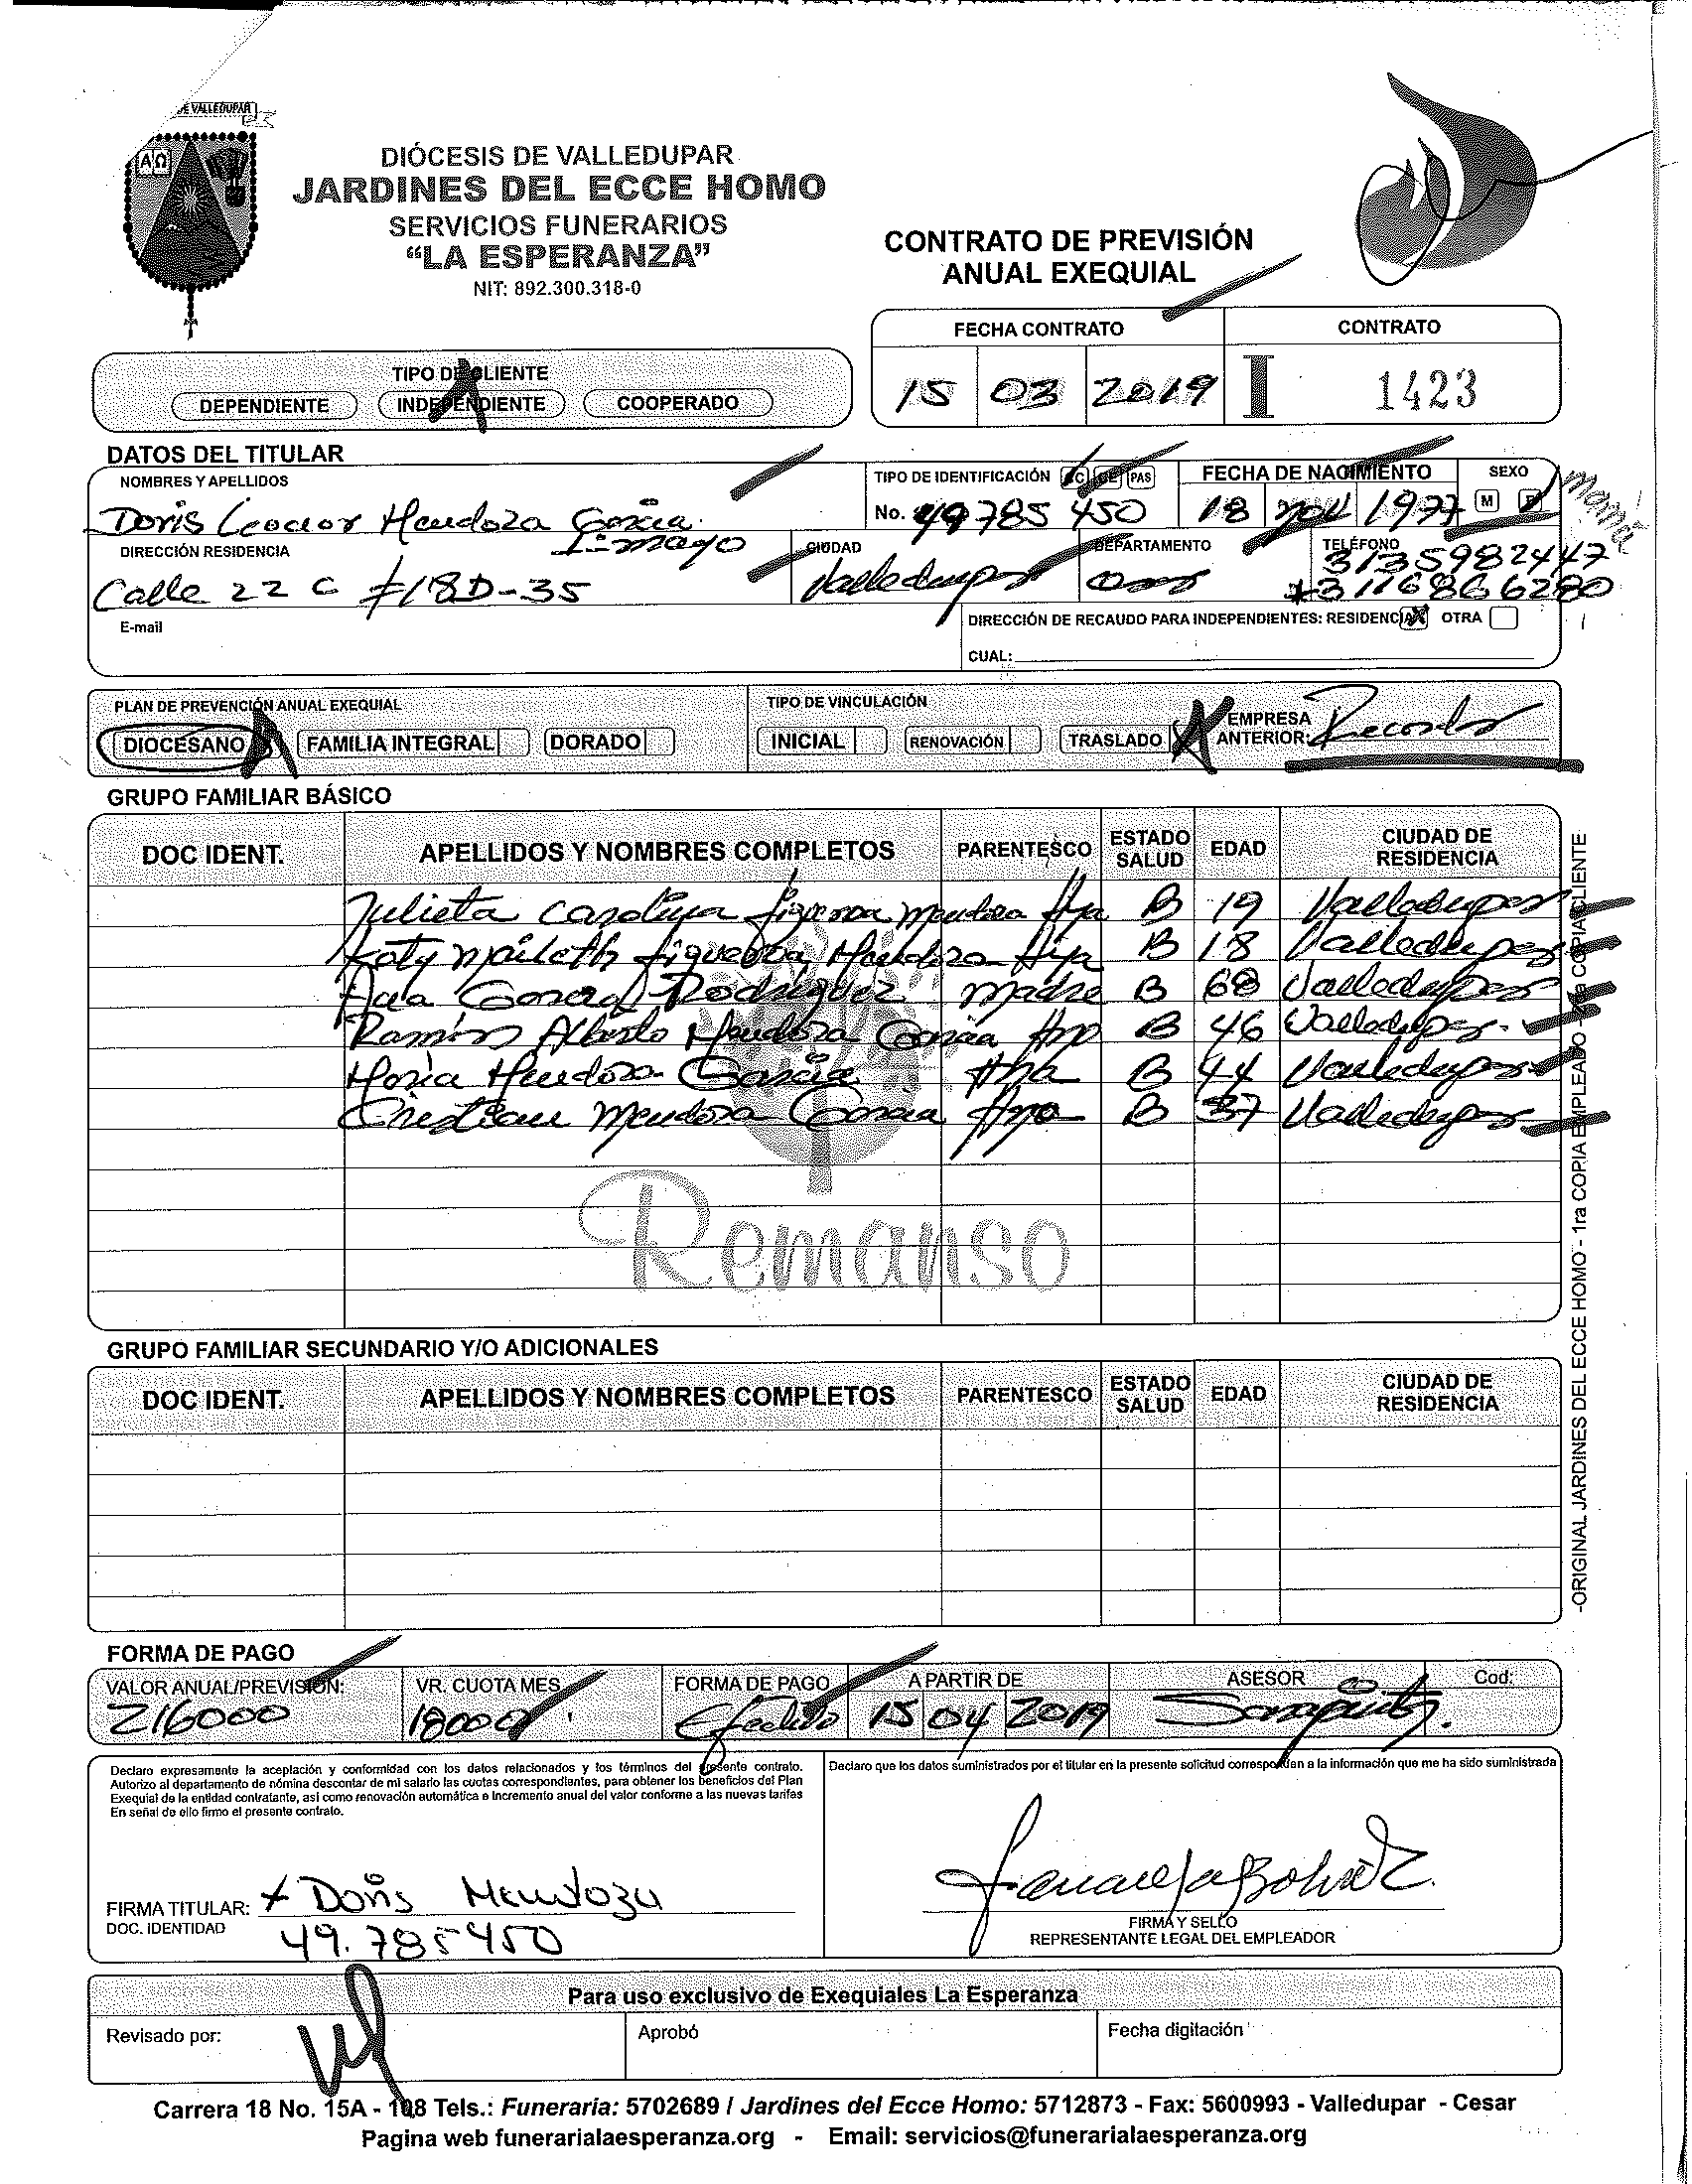 DE VALLEDUPAR
ΑΩ
DIÓCESIS DE VALLEDUPAR
JARDINES DEL ECCE HOMO
SERVICIOS FUNERARIOS
“LA ESPERANZA”
NIT: 892.300.318-0
CONTRATO DE PREVISIÓN
ANUAL EXEQUIAL
FECHA CONTRATO CONTRATO
15 03 2019 I 1423
TIPO DE CLIENTE
DEPENDIENTE INDEPENDIENTE COOPERADO
DATOS DEL TITULAR
NOMBRES Y APELLIDOS TIPO DE IDENTIFICACIÓN CC CE PAS FECHA DE NACIMIENTO SEXO
Doris Leonor Mendoza García No. 49785450 18 nov 1977 M F
mamá
DIRECCIÓN RESIDENCIA 1= mayo CIUDAD DEPARTAMENTO TELÉFONO
Calle 22 C #18D-35 Valledupar 3135982447
3116866280
E-mail DIRECCIÓN DE RECAUDO PARA INDEPENDIENTES: RESIDENCIA X OTRA
CUAL:
PLAN DE PREVENCIÓN ANUAL EXEQUIAL TIPO DE VINCULACIÓN
DIOCESANO FAMILIA INTEGRAL DORADO INICIAL RENOVACIÓN TRASLADO X EMPRESA ANTERIOR: Recordar
GRUPO FAMILIAR BÁSICO
DOC IDENT. APELLIDOS Y NOMBRES COMPLETOS PARENTESCO ESTADO SALUD EDAD CIUDAD DE RESIDENCIA
Julieta Carolina Figueroa Mendoza Hja B 19 Valledupar
Katy Maileth Figueroa Mendoza Hija B 18 Valledupar
Rodriguez madre B 68 Valledupar
Ramiro Alberto Mendoza García Hno B 46 Valledupar
María Mendoza García Hna B 44 Valledupar
Cristian Mendoza García Hno B 37 Valledupar
Remanso
GRUPO FAMILIAR SECUNDARIO Y/O ADICIONALES
DOC IDENT. APELLIDOS Y NOMBRES COMPLETOS PARENTESCO ESTADO SALUD EDAD CIUDAD DE RESIDENCIA
-ORIGINAL JARDINES DEL ECCE HOMO - 1ra COPIA EMPLEADO - COPIA CLIENTE
FORMA DE PAGO
VALOR ANUAL/PREVISIÓN: VR. CUOTA MES FORMA DE PAGO A PARTIR DE ASESOR Cod:
216000 18000 Efectivo 15 04 2019
Declaro expresamente la aceptación y conformidad con los datos relacionados y los términos del presente contrato.
Autorizo al departamento de nómina descontar de mi salario las cuotas correspondientes, para obtener los beneficios del Plan
Exequial de la entidad contratante, así como renovación automática e incremento anual del valor conforme a las nuevas tarifas
En señal de ello firmo el presente contrato.
Declaro que los datos suministrados por el titular en la presente solicitud corresponden a la información que me ha sido suministrada
FIRMA TITULAR: x Doris Mendoza
DOC. IDENTIDAD 49.785450
FIRMA Y SELLO
REPRESENTANTE LEGAL DEL EMPLEADOR
Para uso exclusivo de Exequiales La Esperanza
Revisado por: Aprobó Fecha digitación
Carrera 18 No. 15A - 108 Tels.: Funeraria: 5702689 / Jardines del Ecce Homo: 5712873 - Fax: 5600993 - Valledupar - Cesar
Pagina web funerarialaesperanza.org - Email: servicios@funerarialaesperanza.org